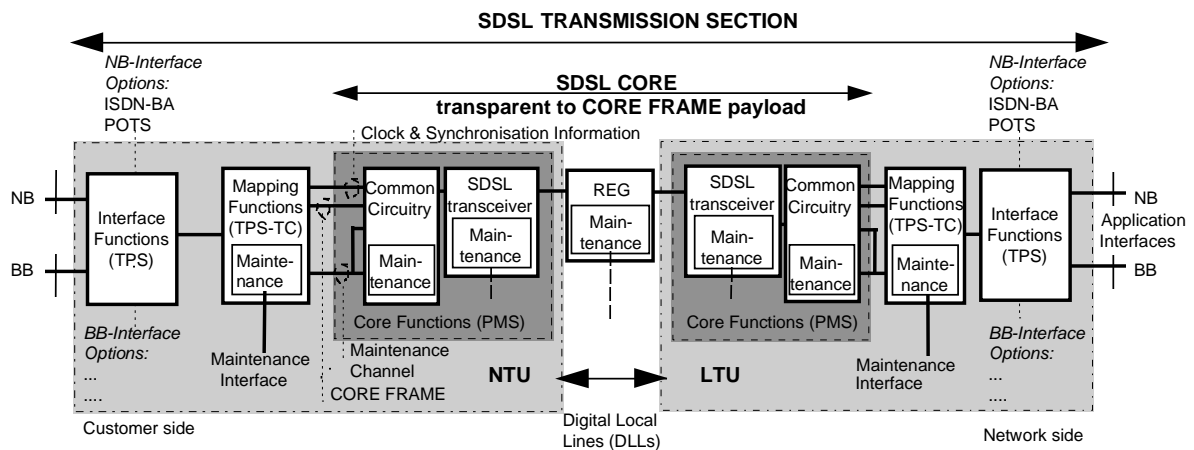 SDSL TRANSMISSION SECTION
NB-Interface
Options:
ISDN-BA
POTS
SDSL CORE
transparent to CORE FRAME payload
NB-Interface
Options:
ISDN-BA
POTS
Clock & Synchronisation Information
NB
BB
Interface
Functions
(TPS)
Mapping
Functions
(TPS-TC)
Mainte-
nance
Common
Circuitry
Main-
tenance
SDSL
transceiver
Main-
tenance
Core Functions (PMS)
REG
Main-
tenance
SDSL
transceiver
Main-
tenance
Common
Circuitry
Main-
tenance
Core Functions (PMS)
Mapping
Functions
(TPS-TC)
Mainte-
nance
Interface
Functions
(TPS)
NB
Application
Interfaces
BB
BB-Interface
Options:
...
....
Maintenance
Interface
Maintenance
Channel
CORE FRAME
NTU
LTU
Maintenance
Interface
BB-Interface
Options:
...
....
Customer side
Digital Local
Lines (DLLs)
Network side